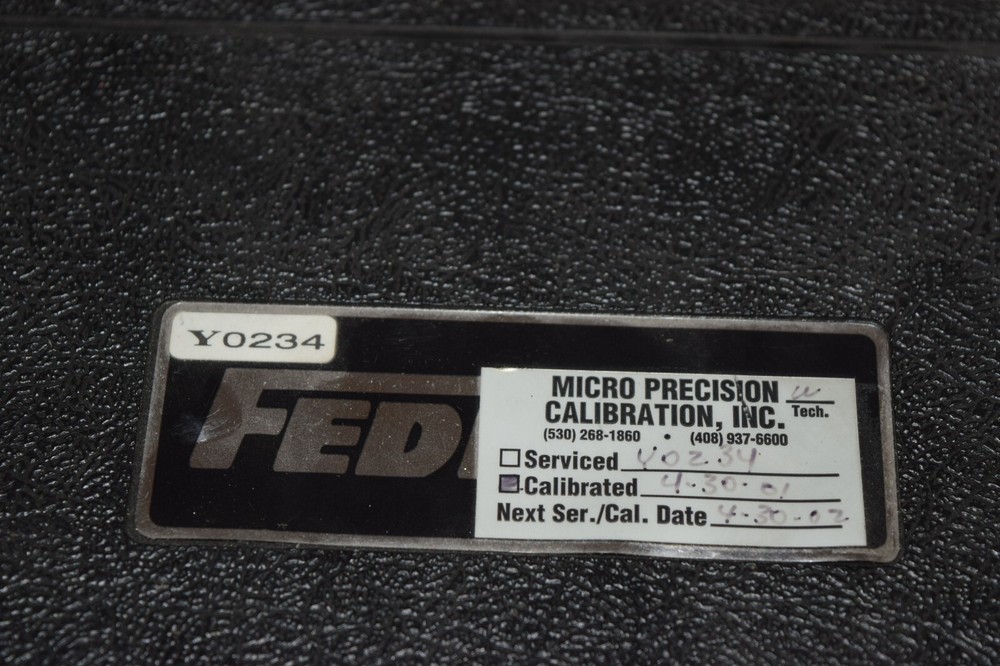 Y0234
FED
MICRO PRECISION
CALIBRATION, INC.
Tech.
(530) 268-1860 • (408) 937-6600
Serviced Y0234
Calibrated 4-30-01
Next Ser./Cal. Date 4-30-02